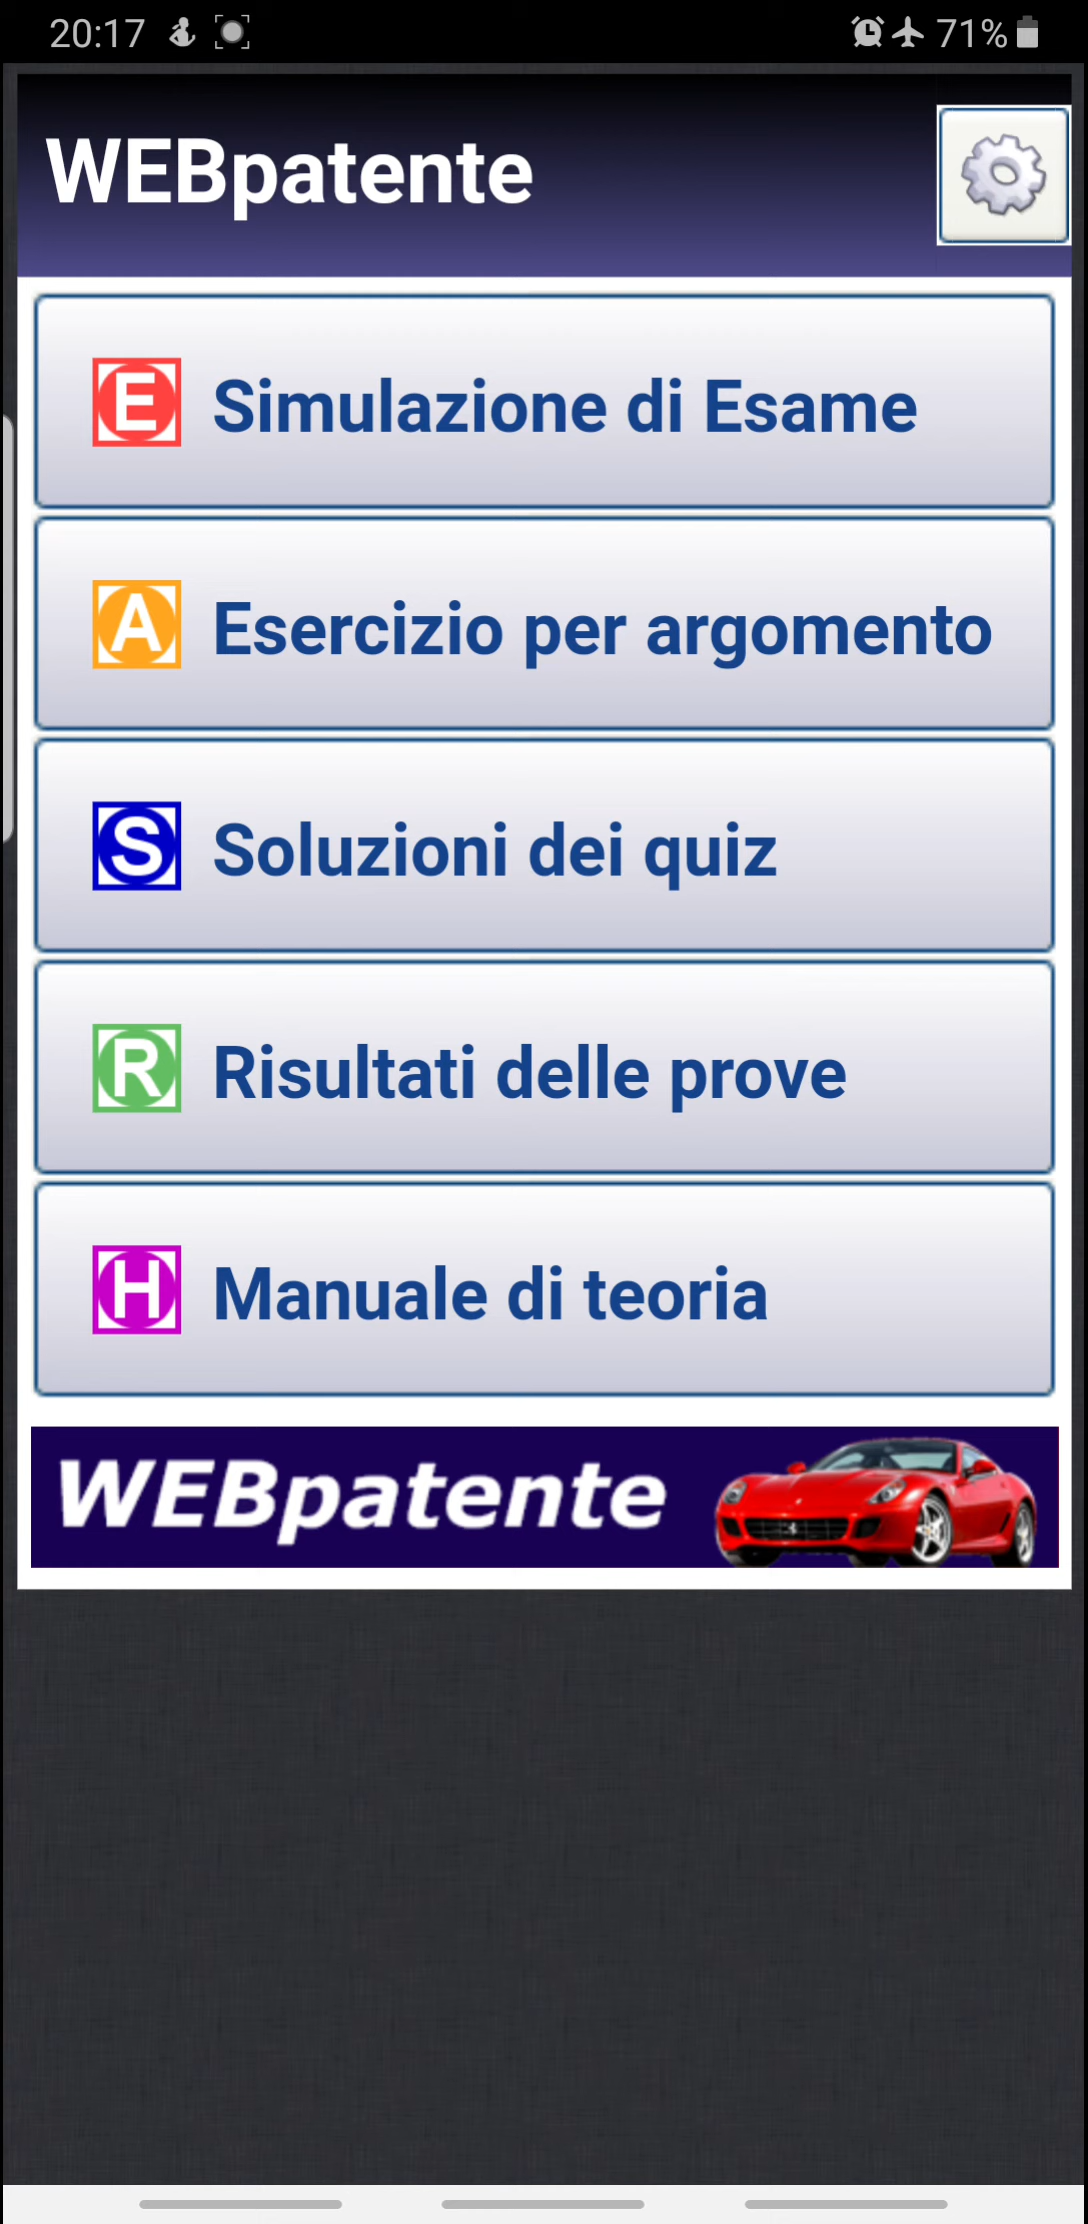 20:17 71%
WEBpatente
E Simulazione di Esame
A Esercizio per argomento
S Soluzioni dei quiz
R Risultati delle prove
H Manuale di teoria
WEBpatente